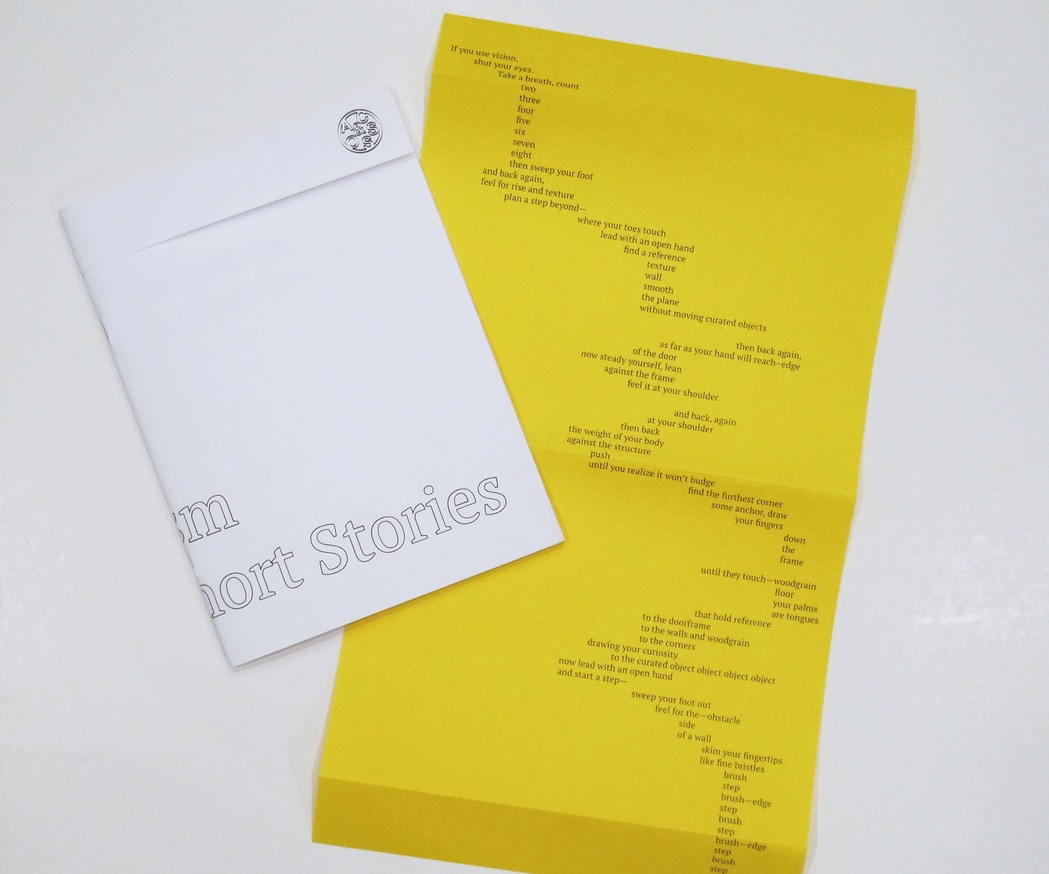 sm
hort Stories
If you use vision,
shut your eyes.
Take a breath, count
two
three
four
five
six
seven
eight
then sweep your foot
and back again,
feel for rise and texture
plan a step beyond—
where your toes touch
lead with an open hand
find a reference
texture
wall
smooth
the plane
without moving curated objects
then back again,
as far as your hand will reach–edge
of the door
now steady yourself, lean
against the frame
feel it at your shoulder
and back, again
at your shoulder
then back
the weight of your body
against the structure
push
until you realize it won't budge
find the furthest corner
some anchor, draw
your fingers
down
the
frame
until they touch—woodgrain
floor
your palms
are tongues
that hold reference
to the doorframe
to the walls and woodgrain
to the corners
drawing your curiosity
to the curated object object object object
now lead with an open hand
and start a step—
sweep your foot out
feel for the—obstacle
side
of a wall
skim your fingertips
like fine bristles
brush
step
brush—edge
step
brush
step
brush—edge
step
brush
step